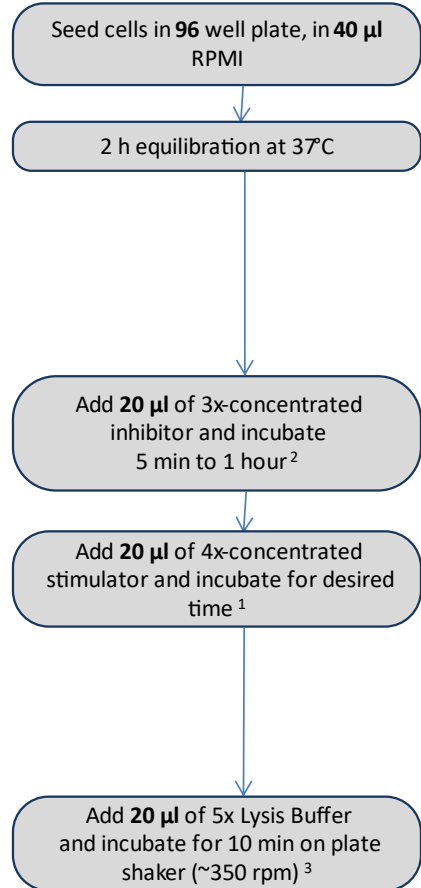 Seed cells in 96 well plate, in 40 µl
RPMI
2 h equilibration at 37°C
Add 20 µl of 3x-concentrated
inhibitor and incubate
5 min to 1 hour 2
Add 20 µl of 4x-concentrated
stimulator and incubate for desired
time 1
Add 20 µl of 5x Lysis Buffer
and incubate for 10 min on plate
shaker (~350 rpm) 3